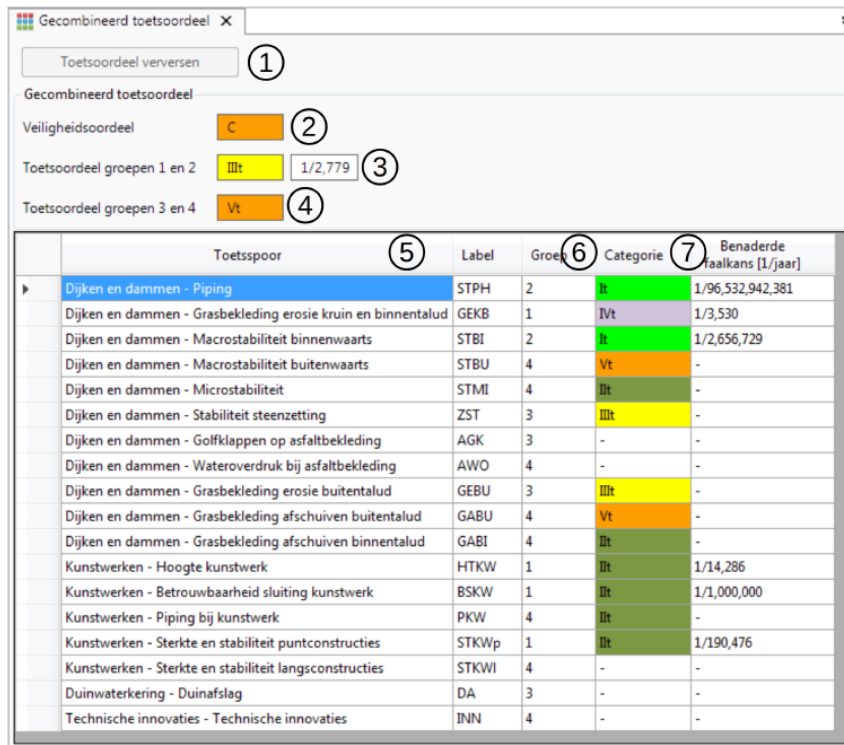 Gecombineerd toetsoordeel X
Toetsoordeel verversen 1
Gecombineerd toetsoordeel
Veiligheidsoordeel C 2
Toetsoordeel groepen 1 en 2 IIIt 1/2,779 3
Toetsoordeel groepen 3 en 4 Vt 4
Toetsspoor 5 Label Groep 6 Categorie 7 Benaderde
faalkans [1/jaar]
Dijken en dammen - Piping STPH 2 It 1/96,532,942,381
Dijken en dammen - Grasbekleding erosie kruin en binnentalud GEKB 1 IVt 1/3,530
Dijken en dammen - Macrostabiliteit binnenwaarts STBI 2 It 1/2,656,729
Dijken en dammen - Macrostabiliteit buitenwaarts STBU 4 Vt -
Dijken en dammen - Microstabiliteit STMI 4 IIt -
Dijken en dammen - Stabiliteit steenzetting ZST 3 IIIt -
Dijken en dammen - Golfklappen op asfaltbekleding AGK 3 - -
Dijken en dammen - Wateroverdruk bij asfaltbekleding AWO 4 - -
Dijken en dammen - Grasbekleding erosie buitentalud GEBU 3 IIIt -
Dijken en dammen - Grasbekleding afschuiven buitentalud GABU 4 Vt -
Dijken en dammen - Grasbekleding afschuiven binnentalud GABI 4 IIt -
Kunstwerken - Hoogte kunstwerk HTKW 1 IIt 1/14,286
Kunstwerken - Betrouwbaarheid sluiting kunstwerk BSKW 1 IIt 1/1,000,000
Kunstwerken - Piping bij kunstwerk PKW 4 IIt -
Kunstwerken - Sterkte en stabiliteit puntconstructies STKWp 1 IIt 1/190,476
Kunstwerken - Sterkte en stabiliteit langsconstructies STKWl 4 - -
Duinwaterkering - Duinafslag DA 3 - -
Technische innovaties - Technische innovaties INN 4 - -